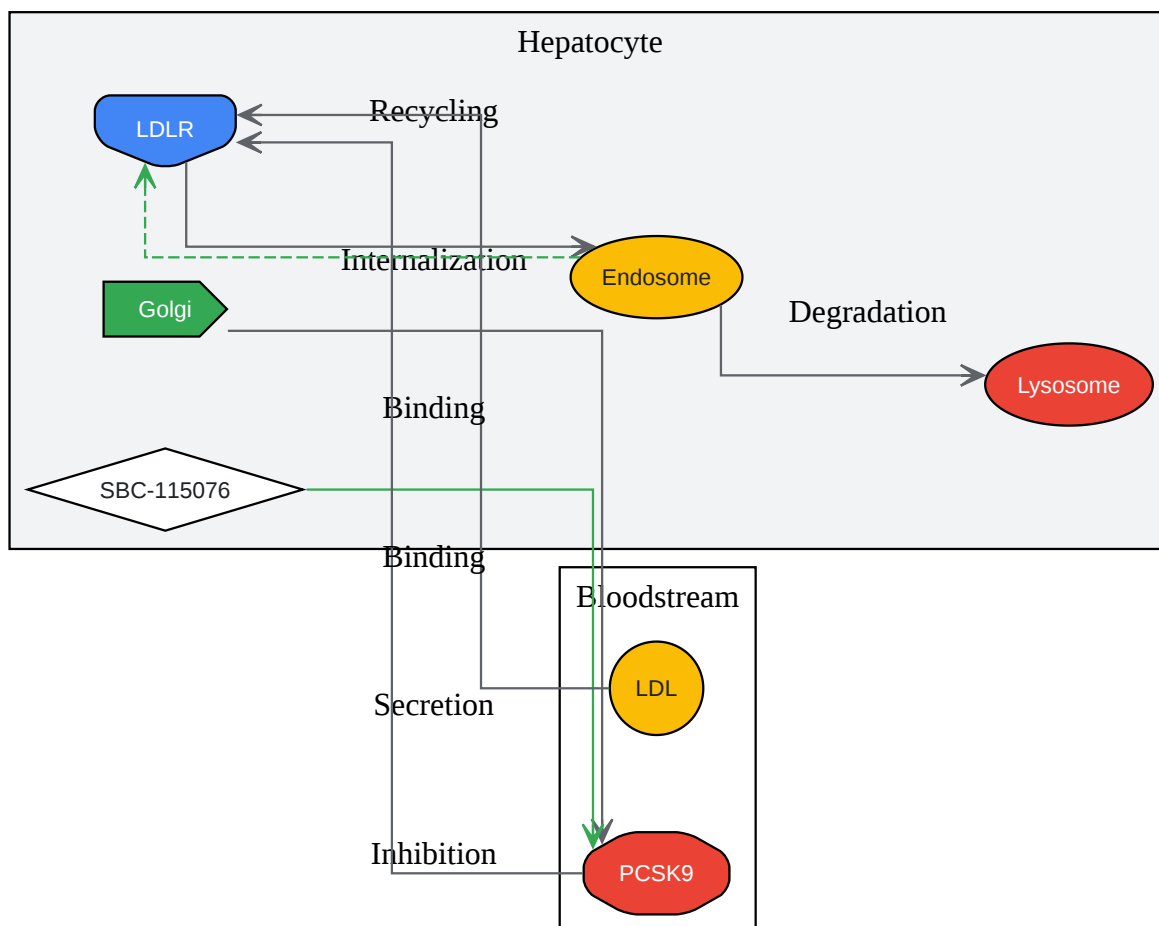 Hepatocyte
Recycling
LDLR
Internalization
Endosome
Golgi
Degradation
Lysosome
Binding
SBC-115076
Binding
Bloodstream
LDL
Secretion
Inhibition
PCSK9